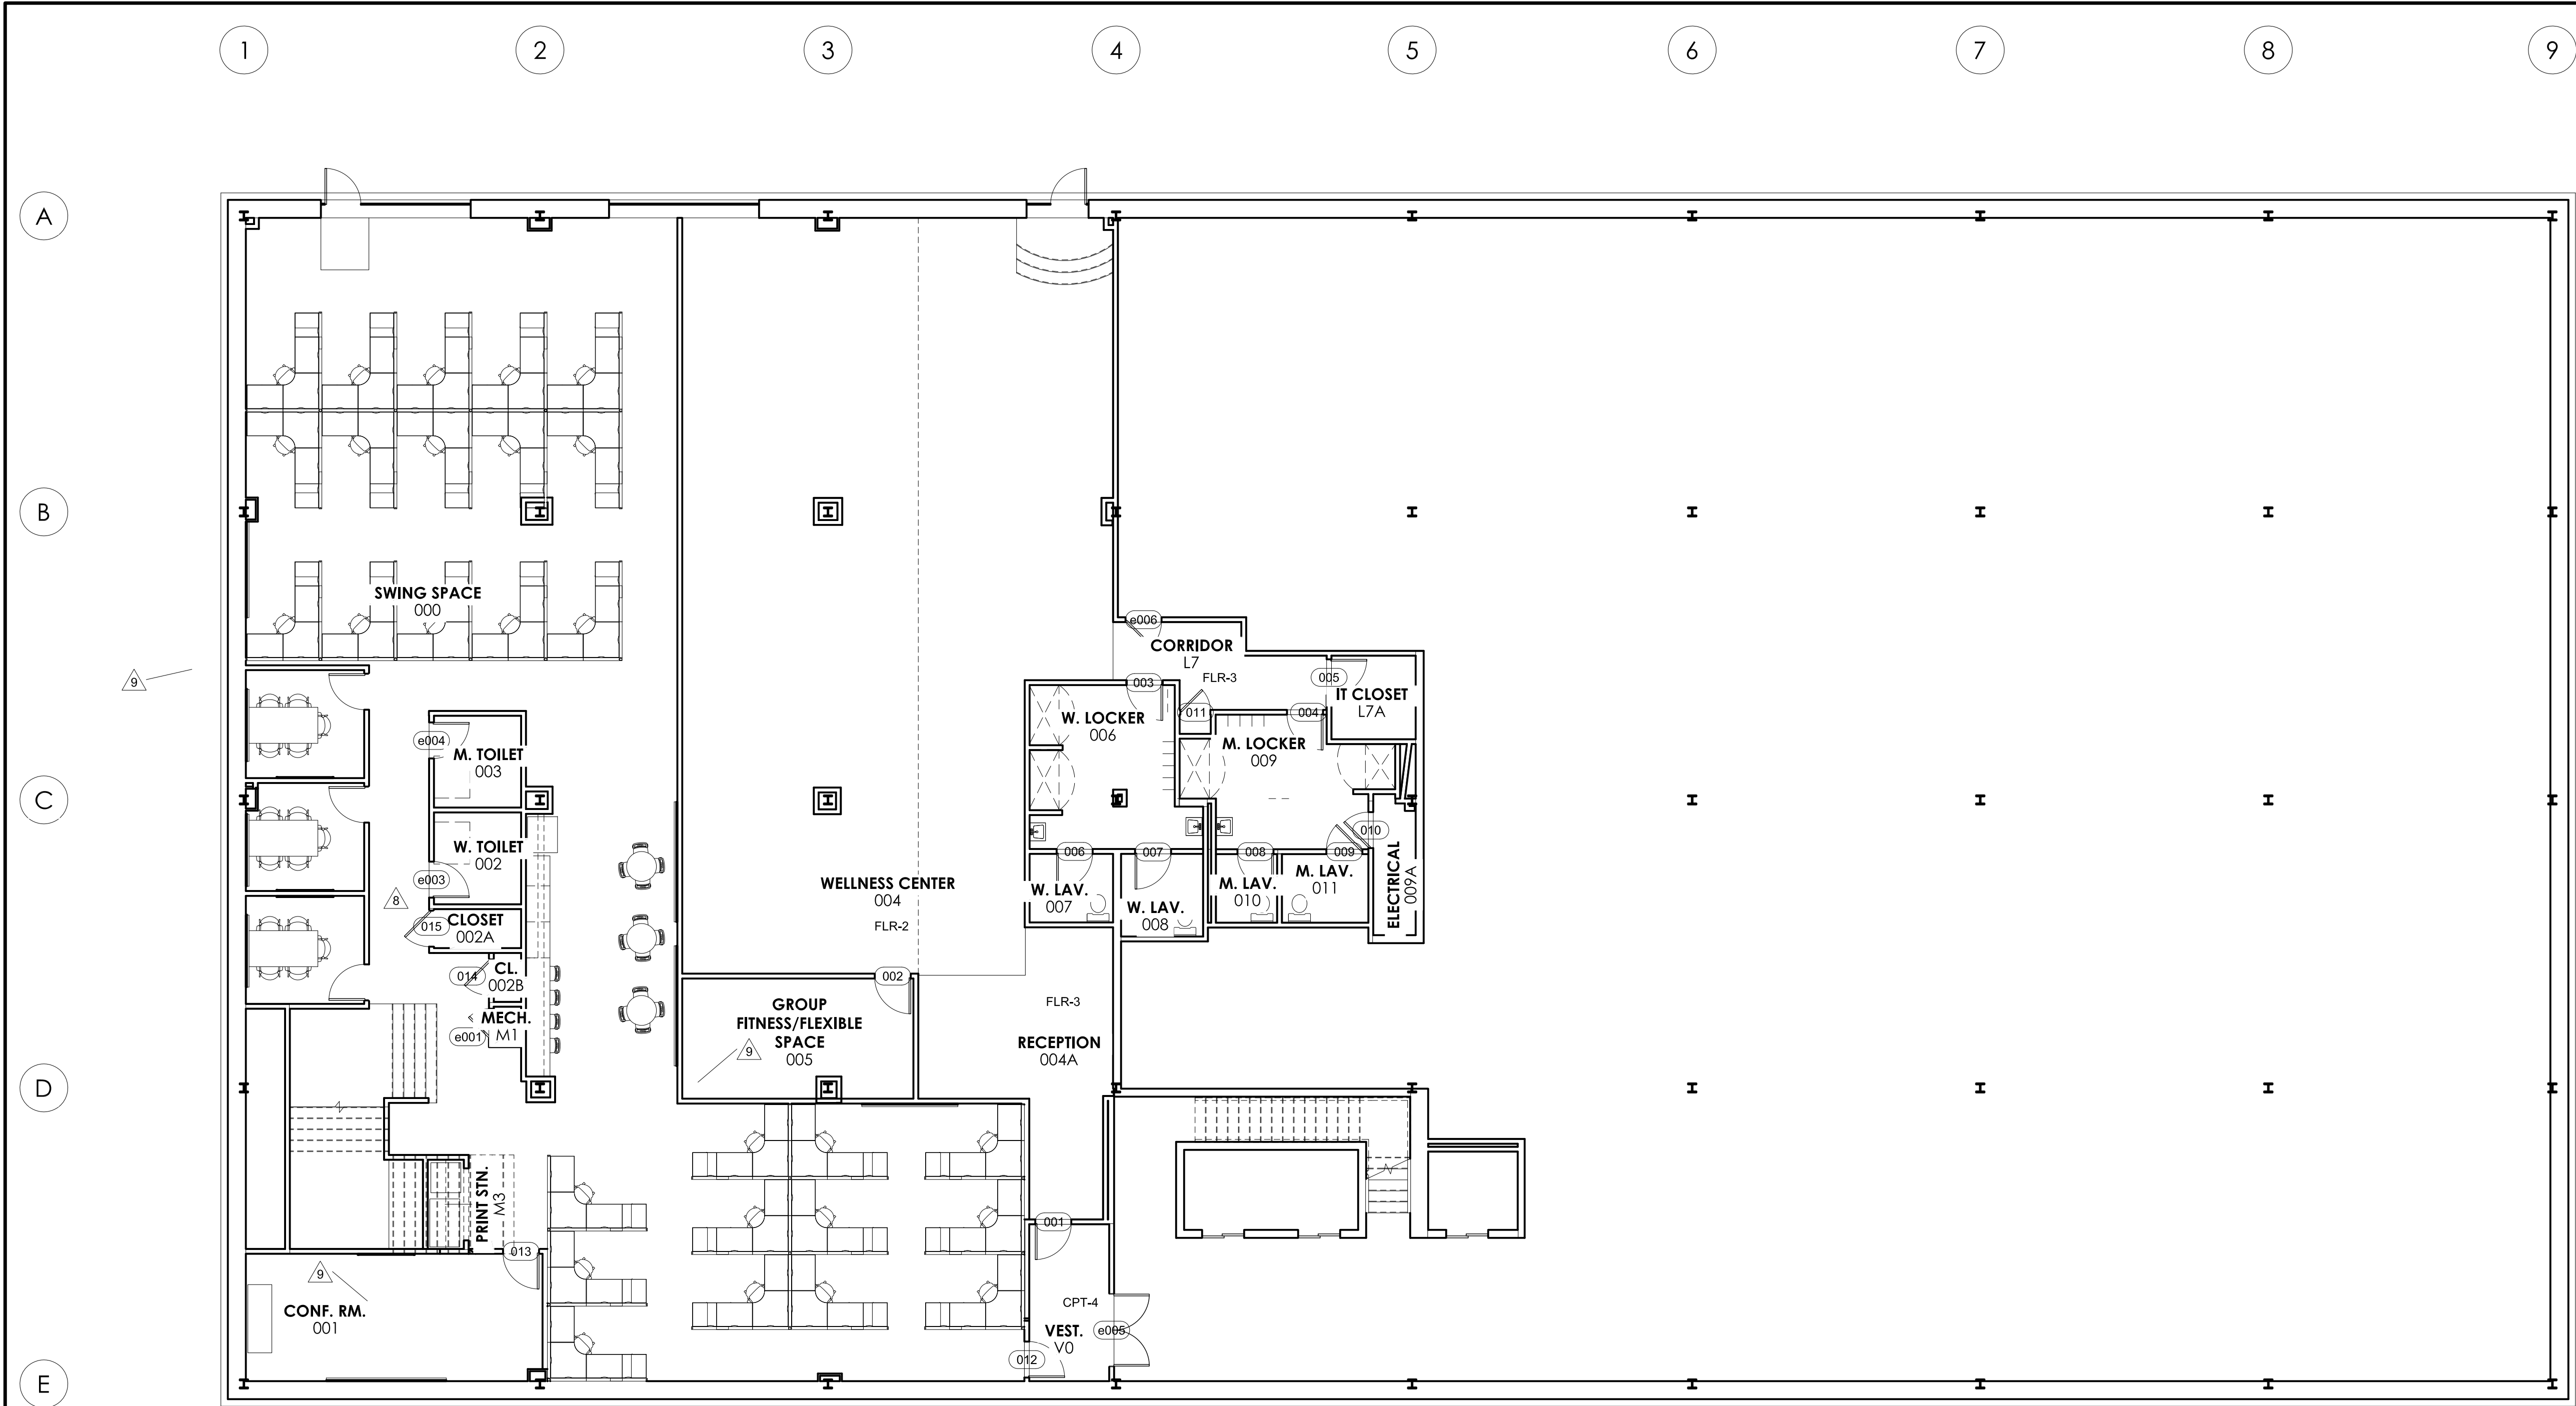 1
2
3
4
5
6
7
8
9
A
B
SWING SPACE
000
e006
CORRIDOR
L7
FLR-3
9
003
005
IT CLOSET
L7A
011
004
W. LOCKER
006
M. LOCKER
009
e004
M. TOILET
003
C
010
W. TOILET
002
006
007
008
009
e003
WELLNESS CENTER
004
FLR-2
W. LAV.
007
W. LAV.
008
M. LAV.
010
M. LAV.
011
ELECTRICAL
009A
8
015
CLOSET
002A
014
CL.
002B
002
MECH.
M1
e001
GROUP
FITNESS/FLEXIBLE
SPACE
005
9
FLR-3
RECEPTION
004A
D
PRINT STN.
M3
001
013
9
CONF. RM.
001
CPT-4
VEST.
V0
e005
012
E